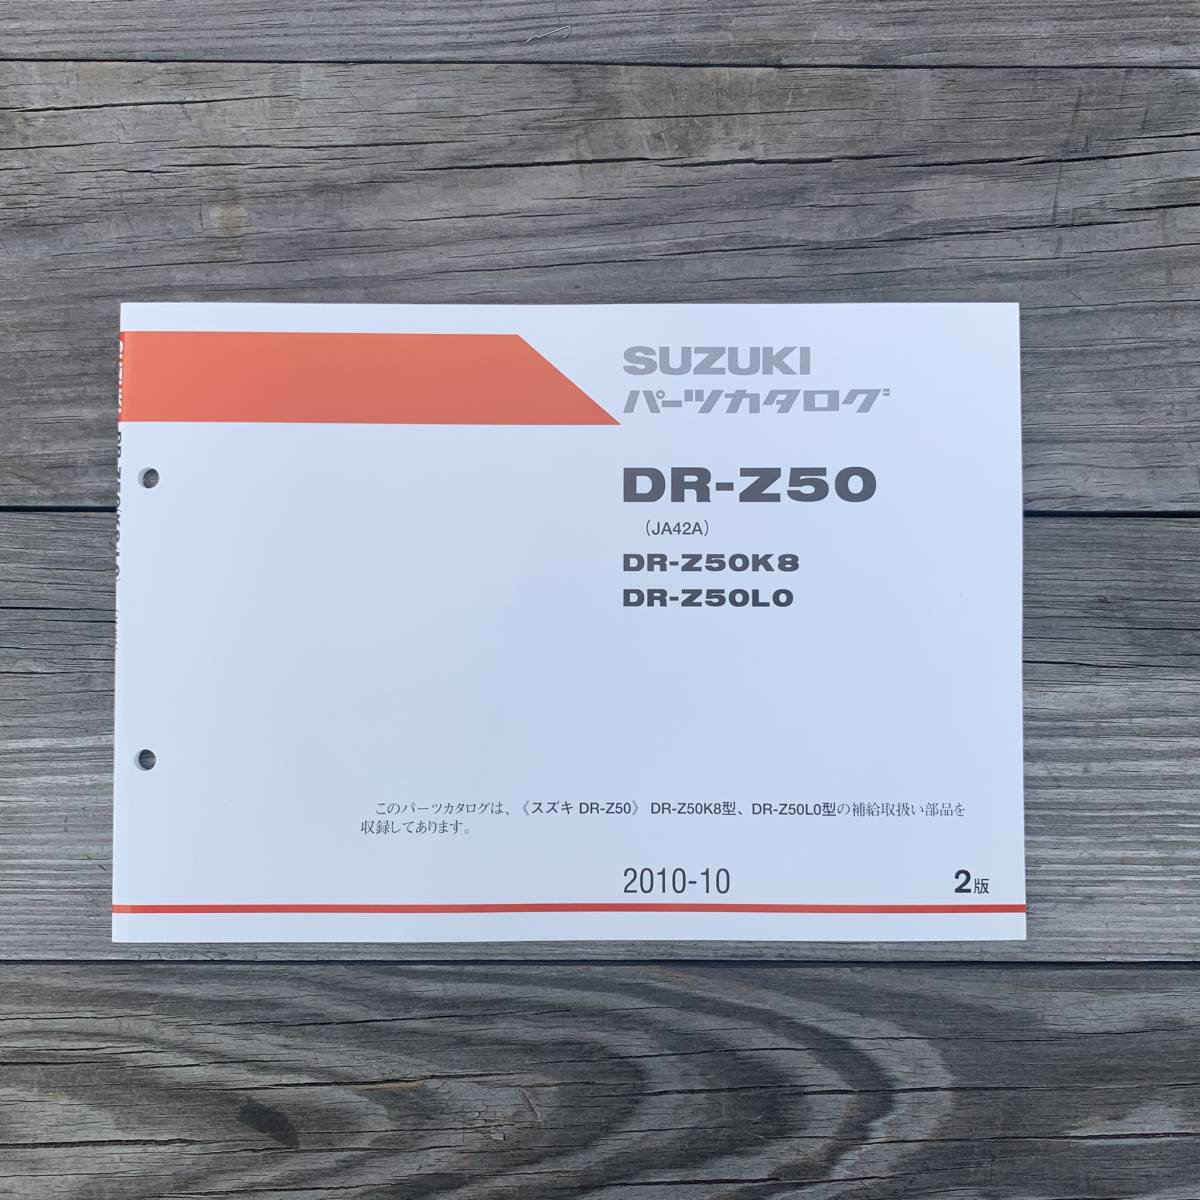 SUZUKI
パーツカタログ
DR-Z50
(JA42A)
DR-Z50K8
DR-Z50L0
このパーツカタログは、《スズキ DR-Z50》 DR-Z50K8型、DR-Z50L0型の補給取扱い部品を
収録してあります。
2010-10 2版